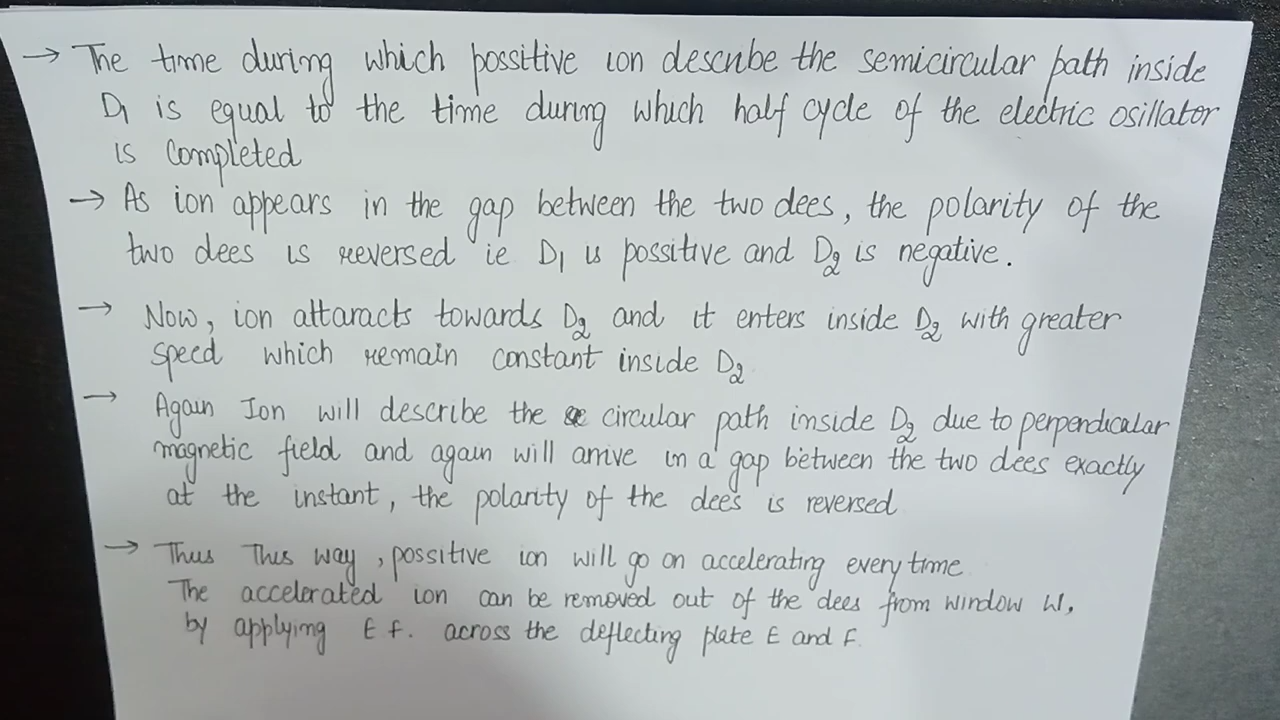 → The time during which possitive ion describe the semicircular path inside
D1 is equal to the time during which half cycle of the electric osillator
is completed
→ As ion appears in the gap between the two dees, the polarity of the
two dees is reversed ie D1 is possitive and D2 is negative.
→ Now, ion attaracts towards D2 and it enters inside D2 with greater
speed which remain constant inside D2
→ Again Ion will describe the circular path inside D2 due to perpendicular
magnetic field and again will arrive in a gap between the two dees exactly
at the instant, the polarity of the dees is reversed
→ Thus This way, possitive ion will go on accelerating every time
The accelerated ion can be removed out of the dees from window W,
by applying E f. across the deflecting plate E and F.